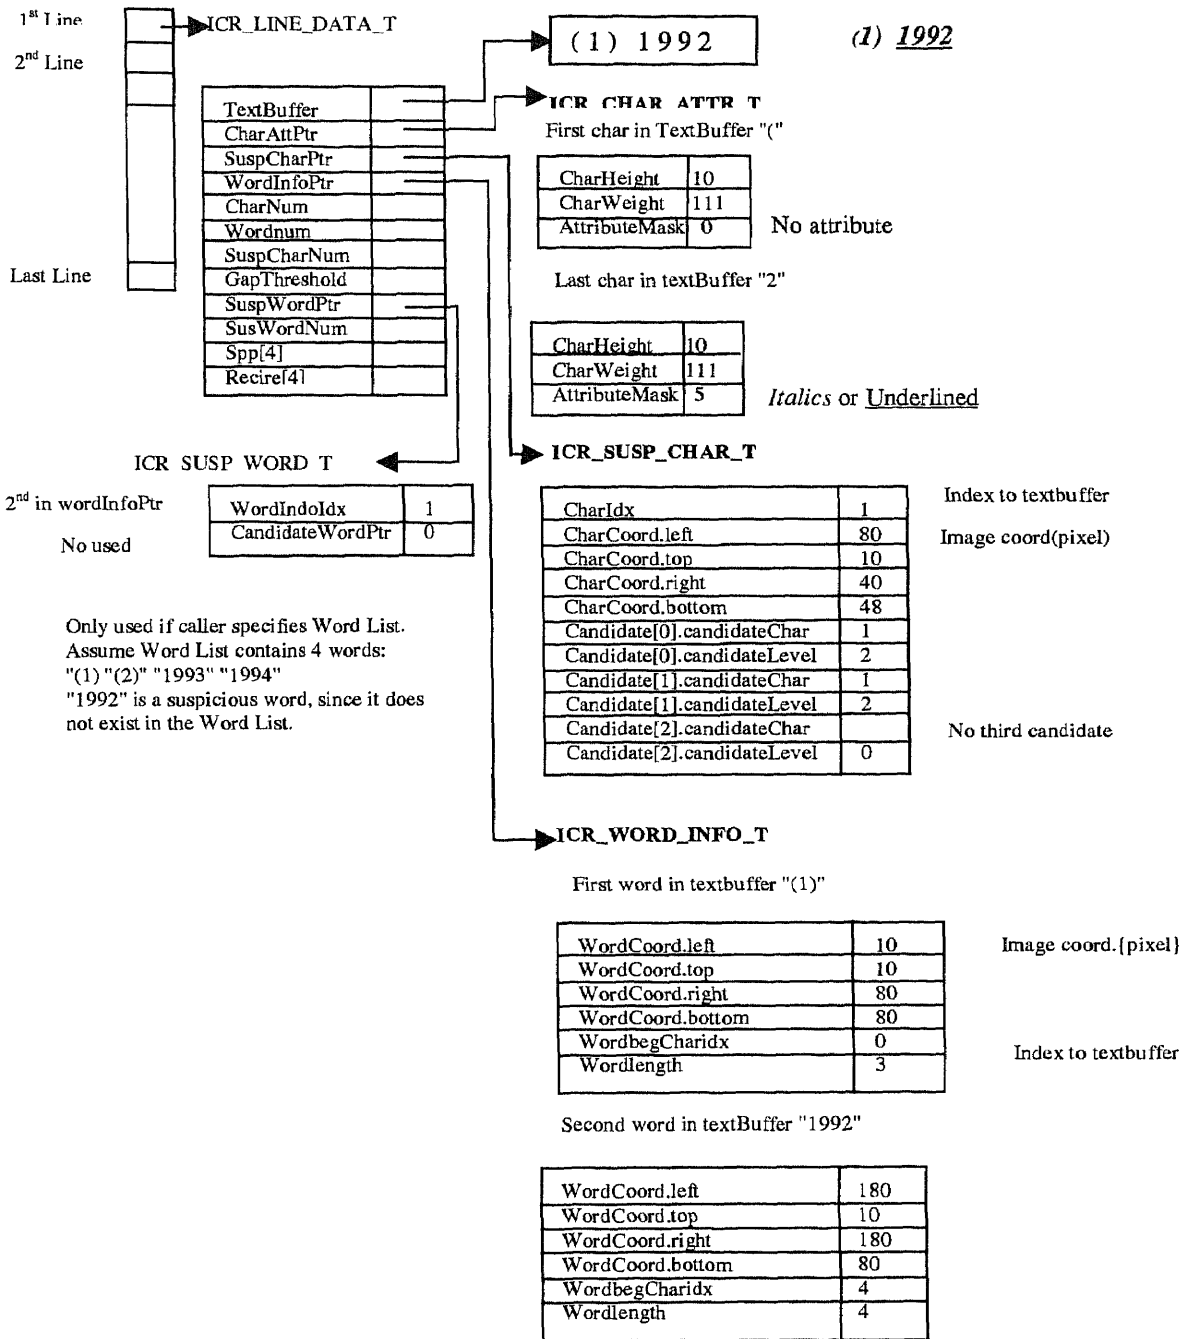 1st Line
2nd Line
Last Line
ICR_LINE_DATA_T
TextBuffer
CharAttPtr
SuspCharPtr
WordInfoPtr
CharNum
Wordnum
SuspCharNum
GapThreshold
SuspWordPtr
SusWordNum
Spp[4]
Recire[4]
(1) 1992
(1) 1992
ICR_CHAR_ATTR_T
First char in TextBuffer "("
CharHeight 10
CharWeight 111
AttributeMask 0
No attribute
Last char in textBuffer "2"
CharHeight 10
CharWeight 111
AttributeMask 5
Italics or Underlined
ICR SUSP WORD T
2nd in wordInfoPtr
No used
WordIndoIdx 1
CandidateWordPtr 0
Only used if caller specifies Word List.
Assume Word List contains 4 words:
"(1) "(2)" "1993" "1994"
"1992" is a suspicious word, since it does
not exist in the Word List.
ICR_SUSP_CHAR_T
CharIdx 1
CharCoord.left 80
CharCoord.top 10
CharCoord.right 40
CharCoord.bottom 48
Candidate[0].candidateChar 1
Candidate[0].candidateLevel 2
Candidate[1].candidateChar 1
Candidate[1].candidateLevel 2
Candidate[2].candidateChar
Candidate[2].candidateLevel 0
Index to textbuffer
Image coord(pixel)
No third candidate
ICR_WORD_INFO_T
First word in textbuffer "(1)"
WordCoord.left 10
WordCoord.top 10
WordCoord.right 80
WordCoord.bottom 80
WordbegCharidx 0
Wordlength 3
Image coord.{pixel}
Index to textbuffer
Second word in textBuffer "1992"
WordCoord.left 180
WordCoord.top 10
WordCoord.right 180
WordCoord.bottom 80
WordbegCharidx 4
Wordlength 4